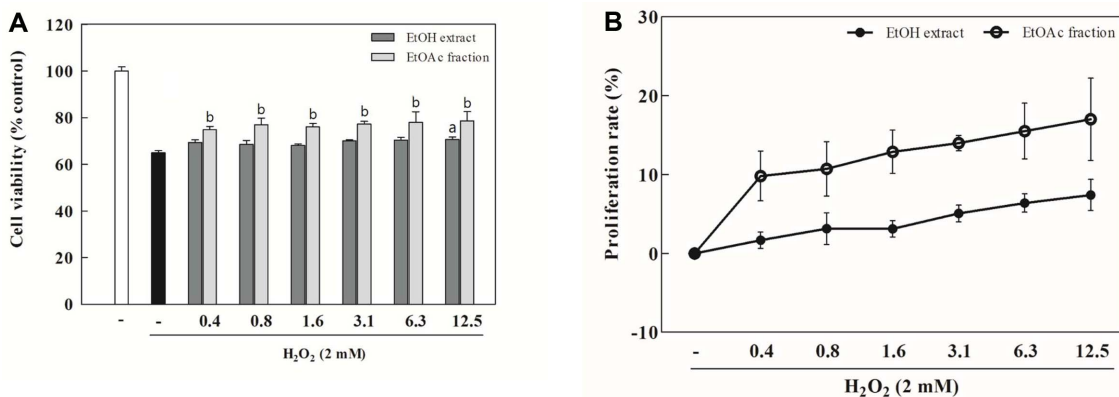 A
120
100
80
60
40
20
0
Cell viability (% control)
EtOH extract
EtOAc fraction
b b b b b b
a
- - 0.4 0.8 1.6 3.1 6.3 12.5
H₂O₂ (2 mM)
B
30
20
10
0
-10
Proliferation rate (%)
EtOH extract EtOAc fraction
- 0.4 0.8 1.6 3.1 6.3 12.5
H₂O₂ (2 mM)